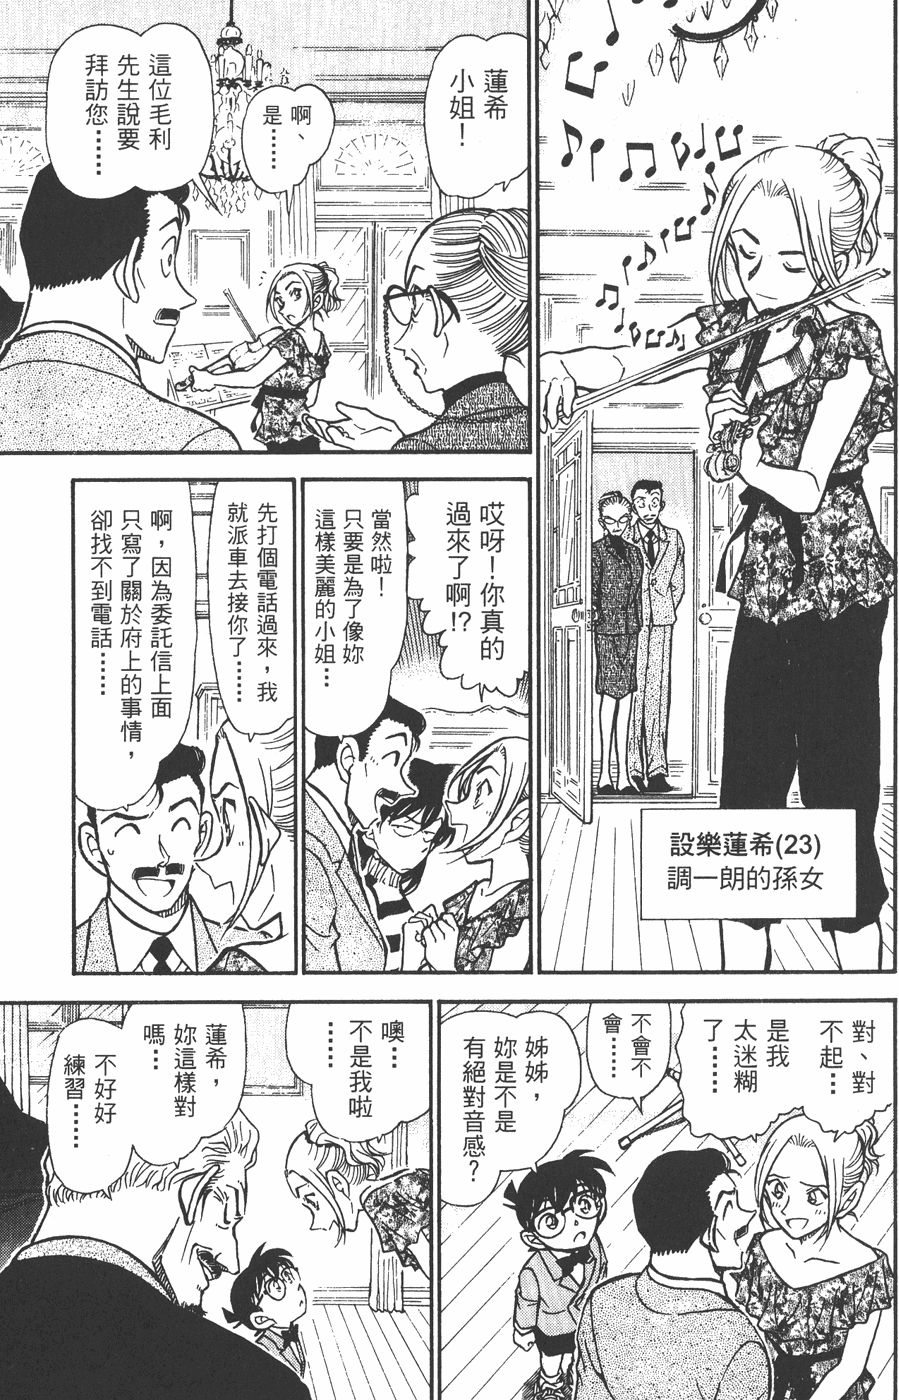 設樂蓮希(23)
調一朗的孫女
蓮希
小姐！
啊、
是……
這位毛利
先生說要
拜訪您……
哎呀！你真的
過來了啊!?
當然啦！
只要是為了像妳
這樣美麗的小姐…
先打個電話過來，我
就派車去接你了……
啊，因為委託信上面
只寫了關於府上的事情，
卻找不到電話……
對、對
不起…
是我
太迷糊
了……
不會不
會……
姊姊，
妳是不是
有絕對音感？
噢…
不是我啦
……
蓮希，
妳這樣對
嗎…
不好好
練習……